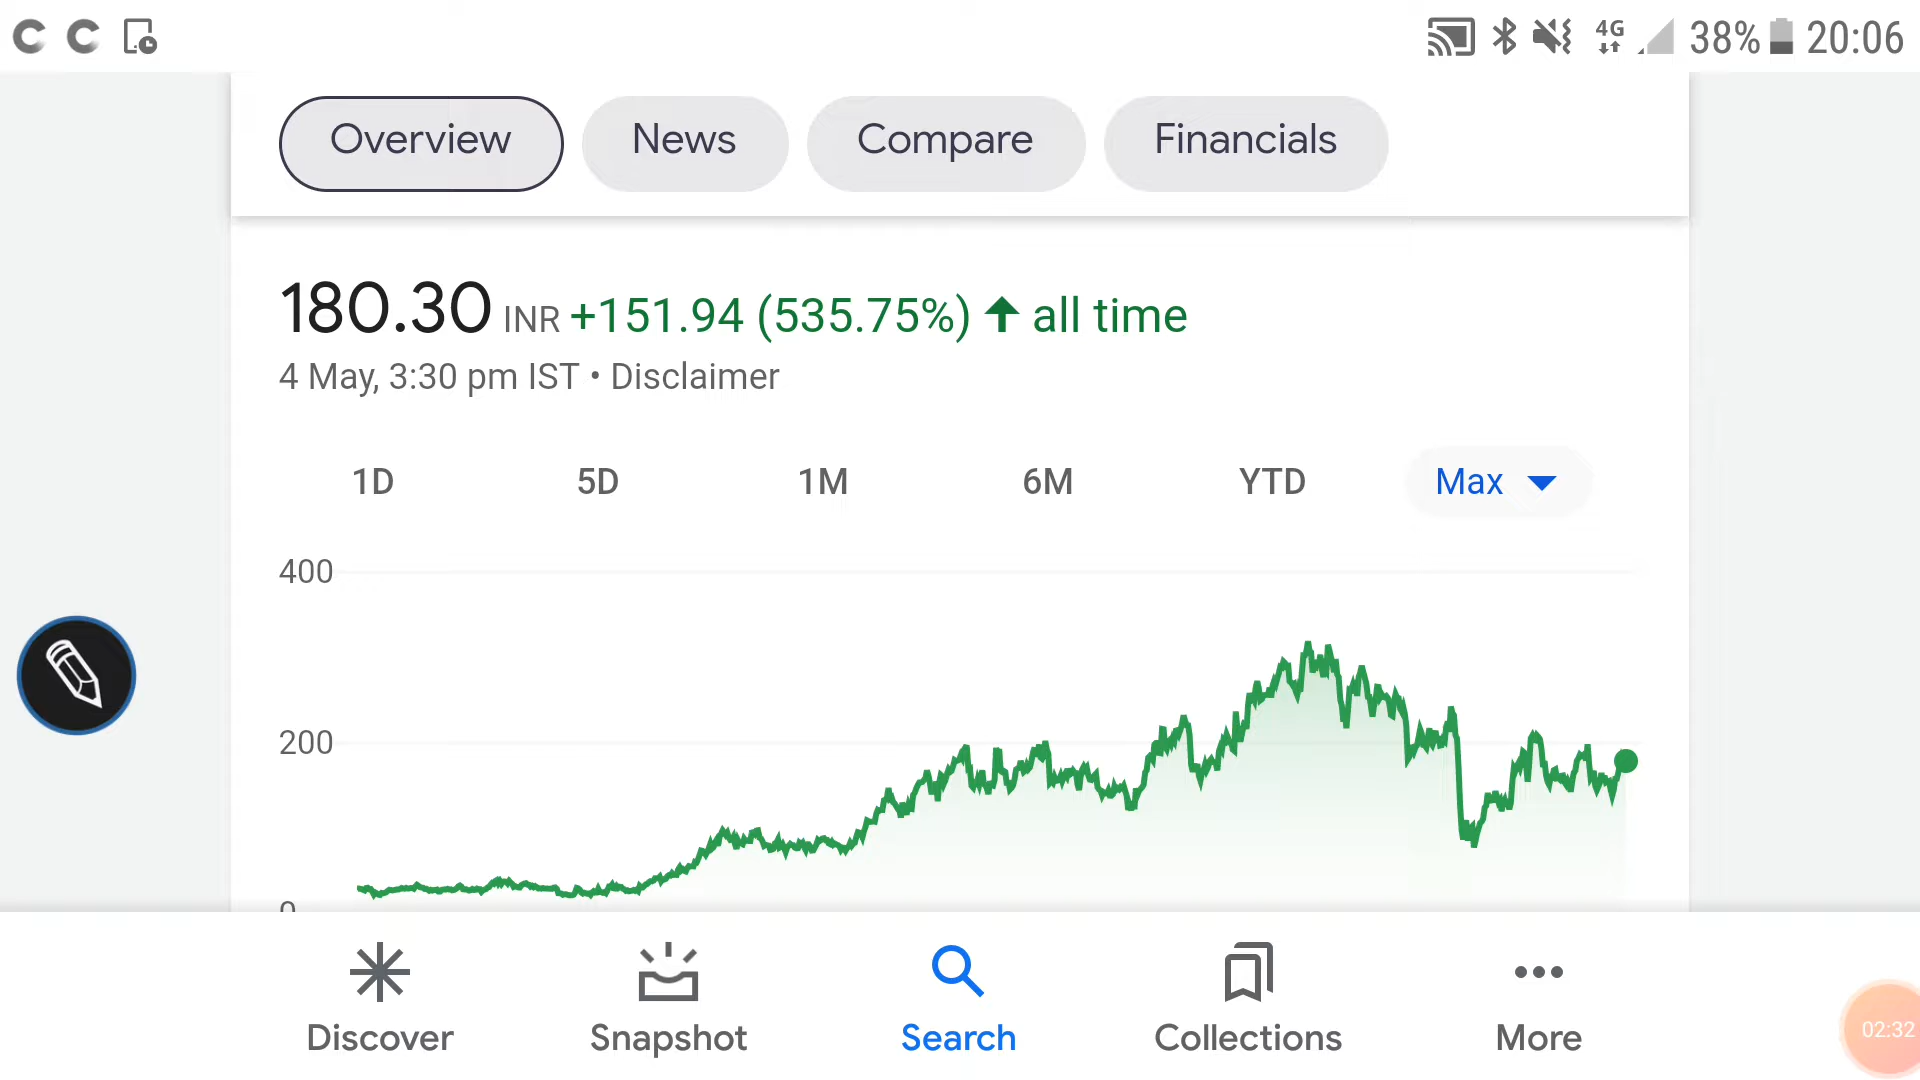 4G 38% 20:06
Overview News Compare Financials
180.30 INR +151.94 (535.75%) ↑ all time
4 May, 3:30 pm IST • Disclaimer
1D 5D 1M 6M YTD Max
400
200
0
Discover Snapshot Search Collections More
02:32